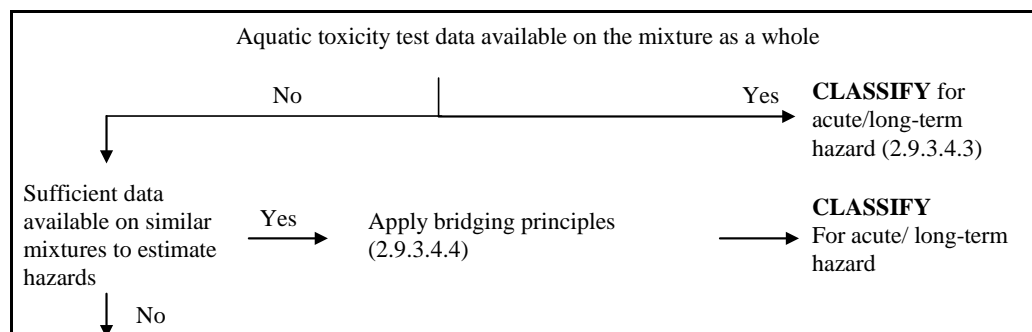 Aquatic toxicity test data available on the mixture as a whole
No
Yes
CLASSIFY for
acute/long-term
hazard (2.9.3.4.3)
Sufficient data
available on similar
mixtures to estimate
hazards
Yes
Apply bridging principles
(2.9.3.4.4)
CLASSIFY
For acute/ long-term
hazard
No